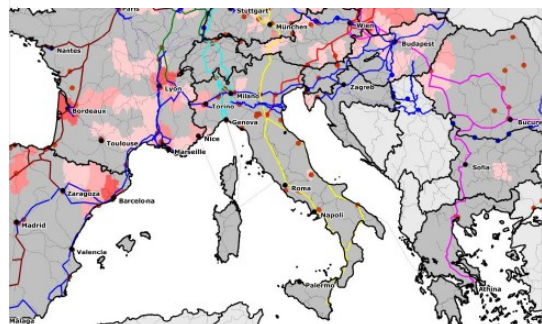 Stuttgart
München
Nantes
Wien
Budapest
Lyon
Milano
Zagreb
Torino
Bordeaux
Genova
Bucure
Toulouse
Nice
Marseille
Sofia
Zaragoza
Roma
Barcelona
Napoli
Madrid
Valencia
Palermo
Athina
Malaga